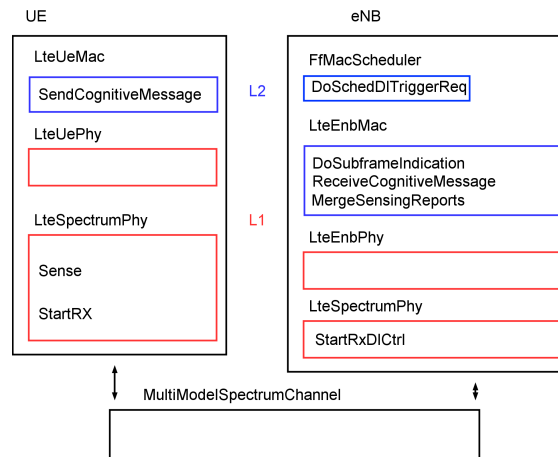 UE
LteUeMac
SendCognitiveMessage
LteUePhy
LteSpectrumPhy
Sense
StartRX
L2
L1
eNB
FfMacScheduler
DoSchedDlTriggerReq
LteEnbMac
DoSubframeIndication
ReceiveCognitiveMessage
MergeSensingReports
LteEnbPhy
LteSpectrumPhy
StartRxDlCtrl
MultiModelSpectrumChannel